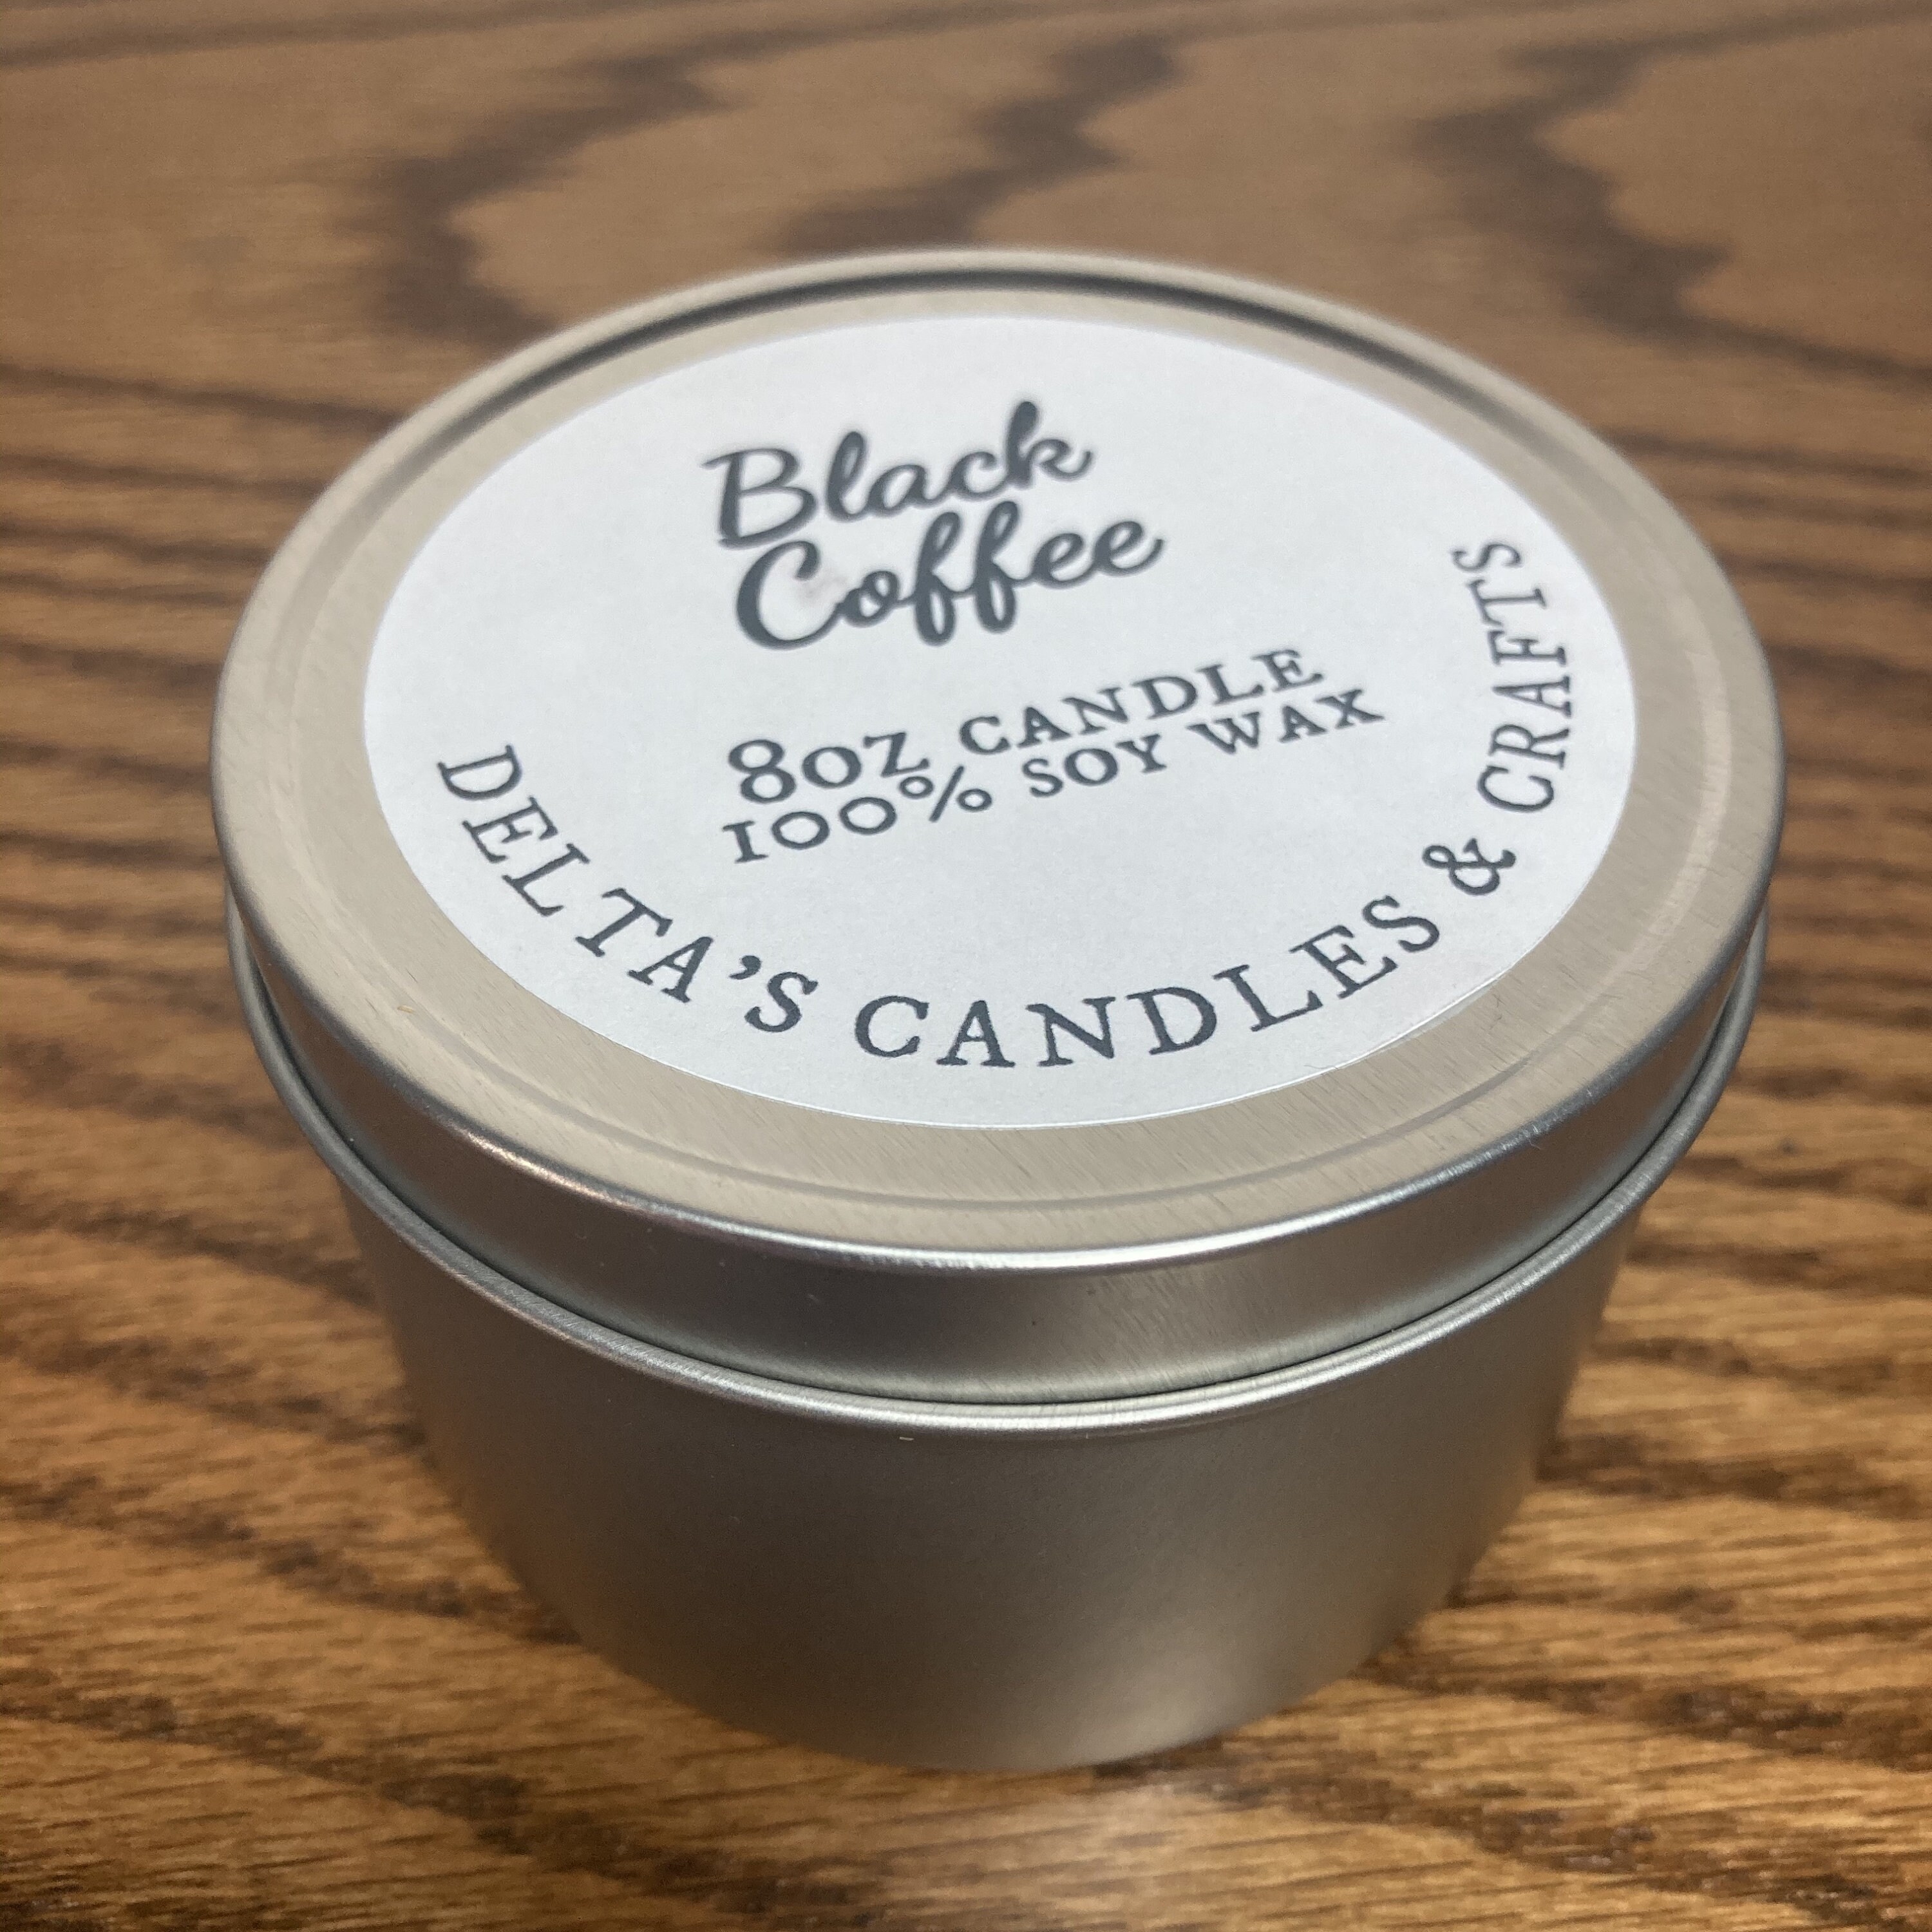 Black
Coffee
8oz CANDLE
100% SOY WAX
DELTA'S CANDLES & CRAFTS